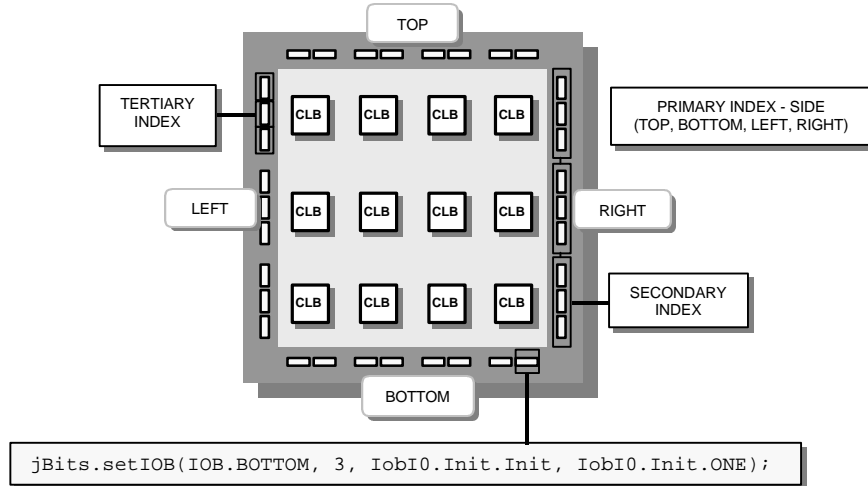 TOP
TERTIARY
INDEX
CLB CLB CLB CLB
PRIMARY INDEX - SIDE
(TOP, BOTTOM, LEFT, RIGHT)
LEFT
CLB CLB CLB CLB
RIGHT
CLB CLB CLB CLB
SECONDARY
INDEX
BOTTOM
jBits.setIOB(IOB.BOTTOM, 3, IobI0.Init.Init, IobI0.Init.ONE);